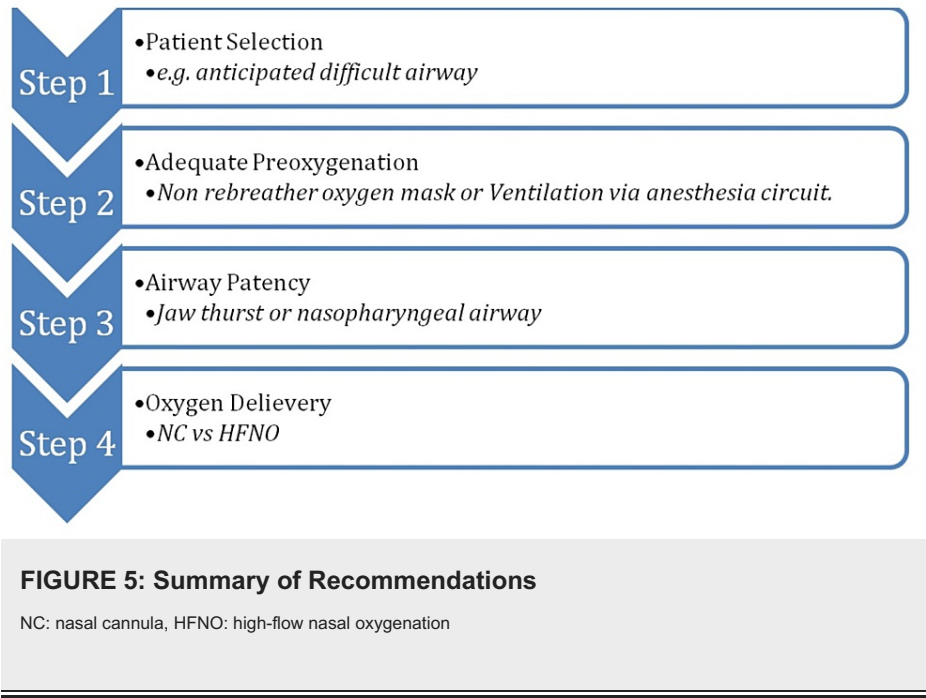 Step 1
•Patient Selection
•e.g. anticipated difficult airway
Step 2
•Adequate Preoxygenation
•Non rebreather oxygen mask or Ventilation via anesthesia circuit.
Step 3
•Airway Patency
•Jaw thurst or nasopharyngeal airway
Step 4
•Oxygen Delievery
•NC vs HFNO
FIGURE 5: Summary of Recommendations
NC: nasal cannula, HFNO: high-flow nasal oxygenation